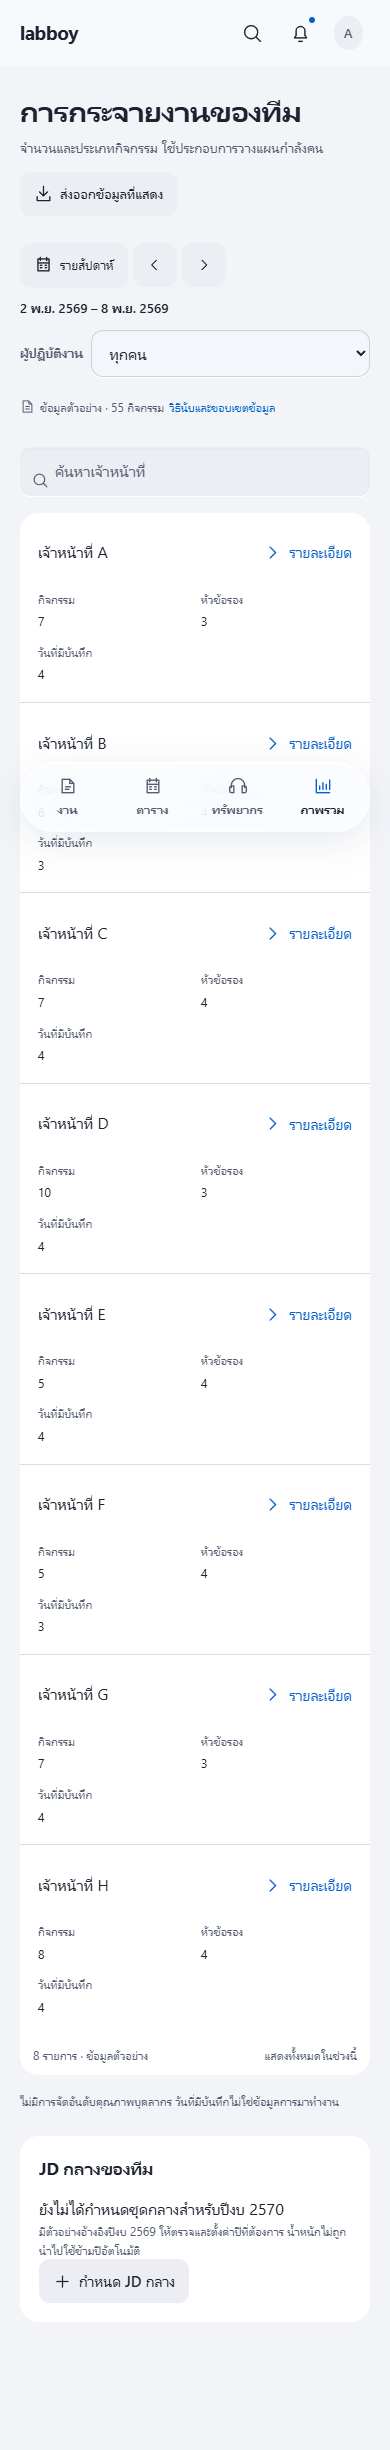 labboy
A
การกระจายงานของทีม
จำนวนและประเภทกิจกรรม ใช้ประกอบการวางแผนกำลังคน
ส่งออกข้อมูลที่แสดง
รายสัปดาห์
2 พ.ย. 2569 – 8 พ.ย. 2569
ผู้ปฏิบัติงาน ทุกคน
ข้อมูลตัวอย่าง · 55 กิจกรรม วิธีนับและขอบเขตข้อมูล
ค้นหาเจ้าหน้าที่
เจ้าหน้าที่ A รายละเอียด
กิจกรรม หัวข้อรอง
7 3
วันที่มีบันทึก
4
เจ้าหน้าที่ B รายละเอียด
งาน ตาราง ทรัพยากร ภาพรวม
วันที่มีบันทึก
3
เจ้าหน้าที่ C รายละเอียด
กิจกรรม หัวข้อรอง
7 4
วันที่มีบันทึก
4
เจ้าหน้าที่ D รายละเอียด
กิจกรรม หัวข้อรอง
10 3
วันที่มีบันทึก
4
เจ้าหน้าที่ E รายละเอียด
กิจกรรม หัวข้อรอง
5 4
วันที่มีบันทึก
4
เจ้าหน้าที่ F รายละเอียด
กิจกรรม หัวข้อรอง
5 4
วันที่มีบันทึก
3
เจ้าหน้าที่ G รายละเอียด
กิจกรรม หัวข้อรอง
7 3
วันที่มีบันทึก
4
เจ้าหน้าที่ H รายละเอียด
กิจกรรม หัวข้อรอง
8 4
วันที่มีบันทึก
4
8 รายการ · ข้อมูลตัวอย่าง แสดงทั้งหมดในช่วงนี้
ไม่มีการจัดอันดับคุณภาพบุคลากร วันที่มีบันทึกไม่ใช่ข้อมูลการมาทำงาน
JD กลางของทีม
ยังไม่ได้กำหนดชุดกลางสำหรับปีงบ 2570
มีตัวอย่างอ้างอิงปีงบ 2569 ให้ตรวจและตั้งค่าปีที่ต้องการ น้ำหนักไม่ถูก
นำไปใช้ข้ามปีอัตโนมัติ
กำหนด JD กลาง